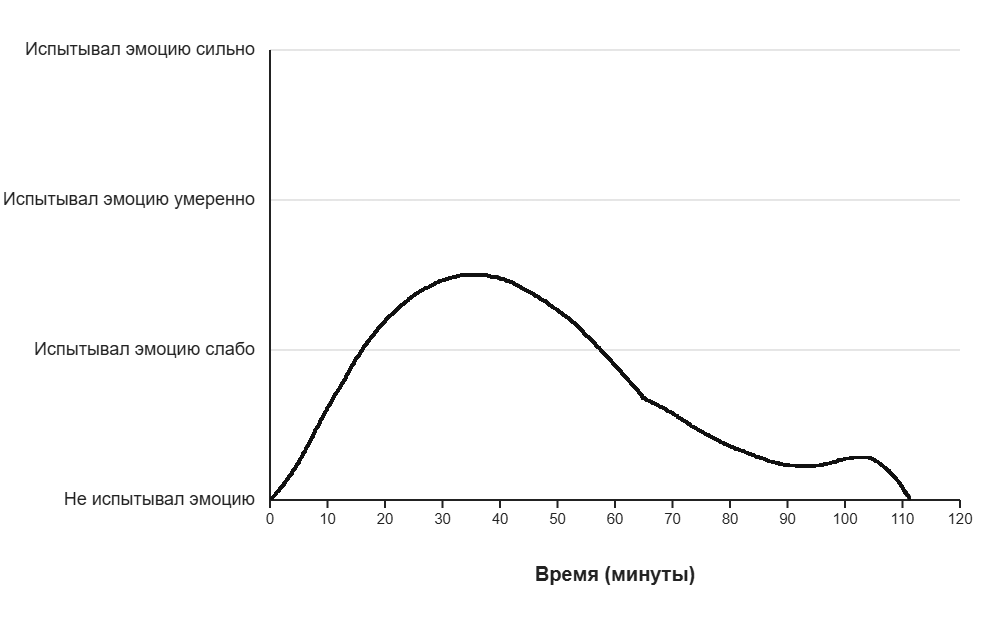 Испытывал эмоцию сильно
Испытывал эмоцию умеренно
Испытывал эмоцию слабо
Не испытывал эмоцию
0 10 20 30 40 50 60 70 80 90 100 110 120
Время (минуты)